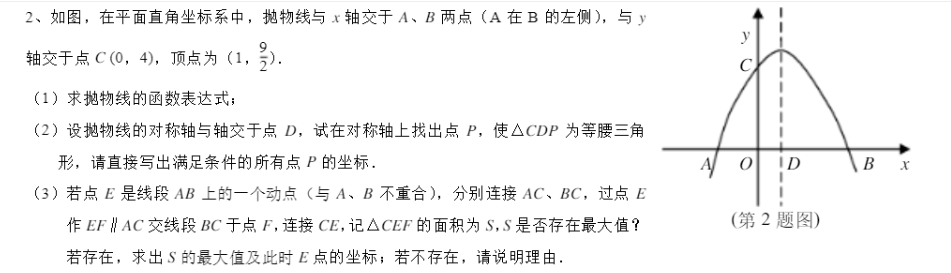 2、如图，在平面直角坐标系中，抛物线与 x 轴交于 A、B 两点（A 在 B 的左侧），与 y
轴交于点 C (0，4)，顶点为（1，9/2）．
（1）求抛物线的函数表达式；
（2）设抛物线的对称轴与轴交于点 D，试在对称轴上找出点 P，使△CDP 为等腰三角
形，请直接写出满足条件的所有点 P 的坐标．
（3）若点 E 是线段 AB 上的一个动点（与 A、B 不重合），分别连接 AC、BC，过点 E
作 EF∥AC 交线段 BC 于点 F，连接 CE，记△CEF 的面积为 S，S 是否存在最大值？
若存在，求出 S 的最大值及此时 E 点的坐标；若不存在，请说明理由．
y
C
A O D B x
(第 2 题图)